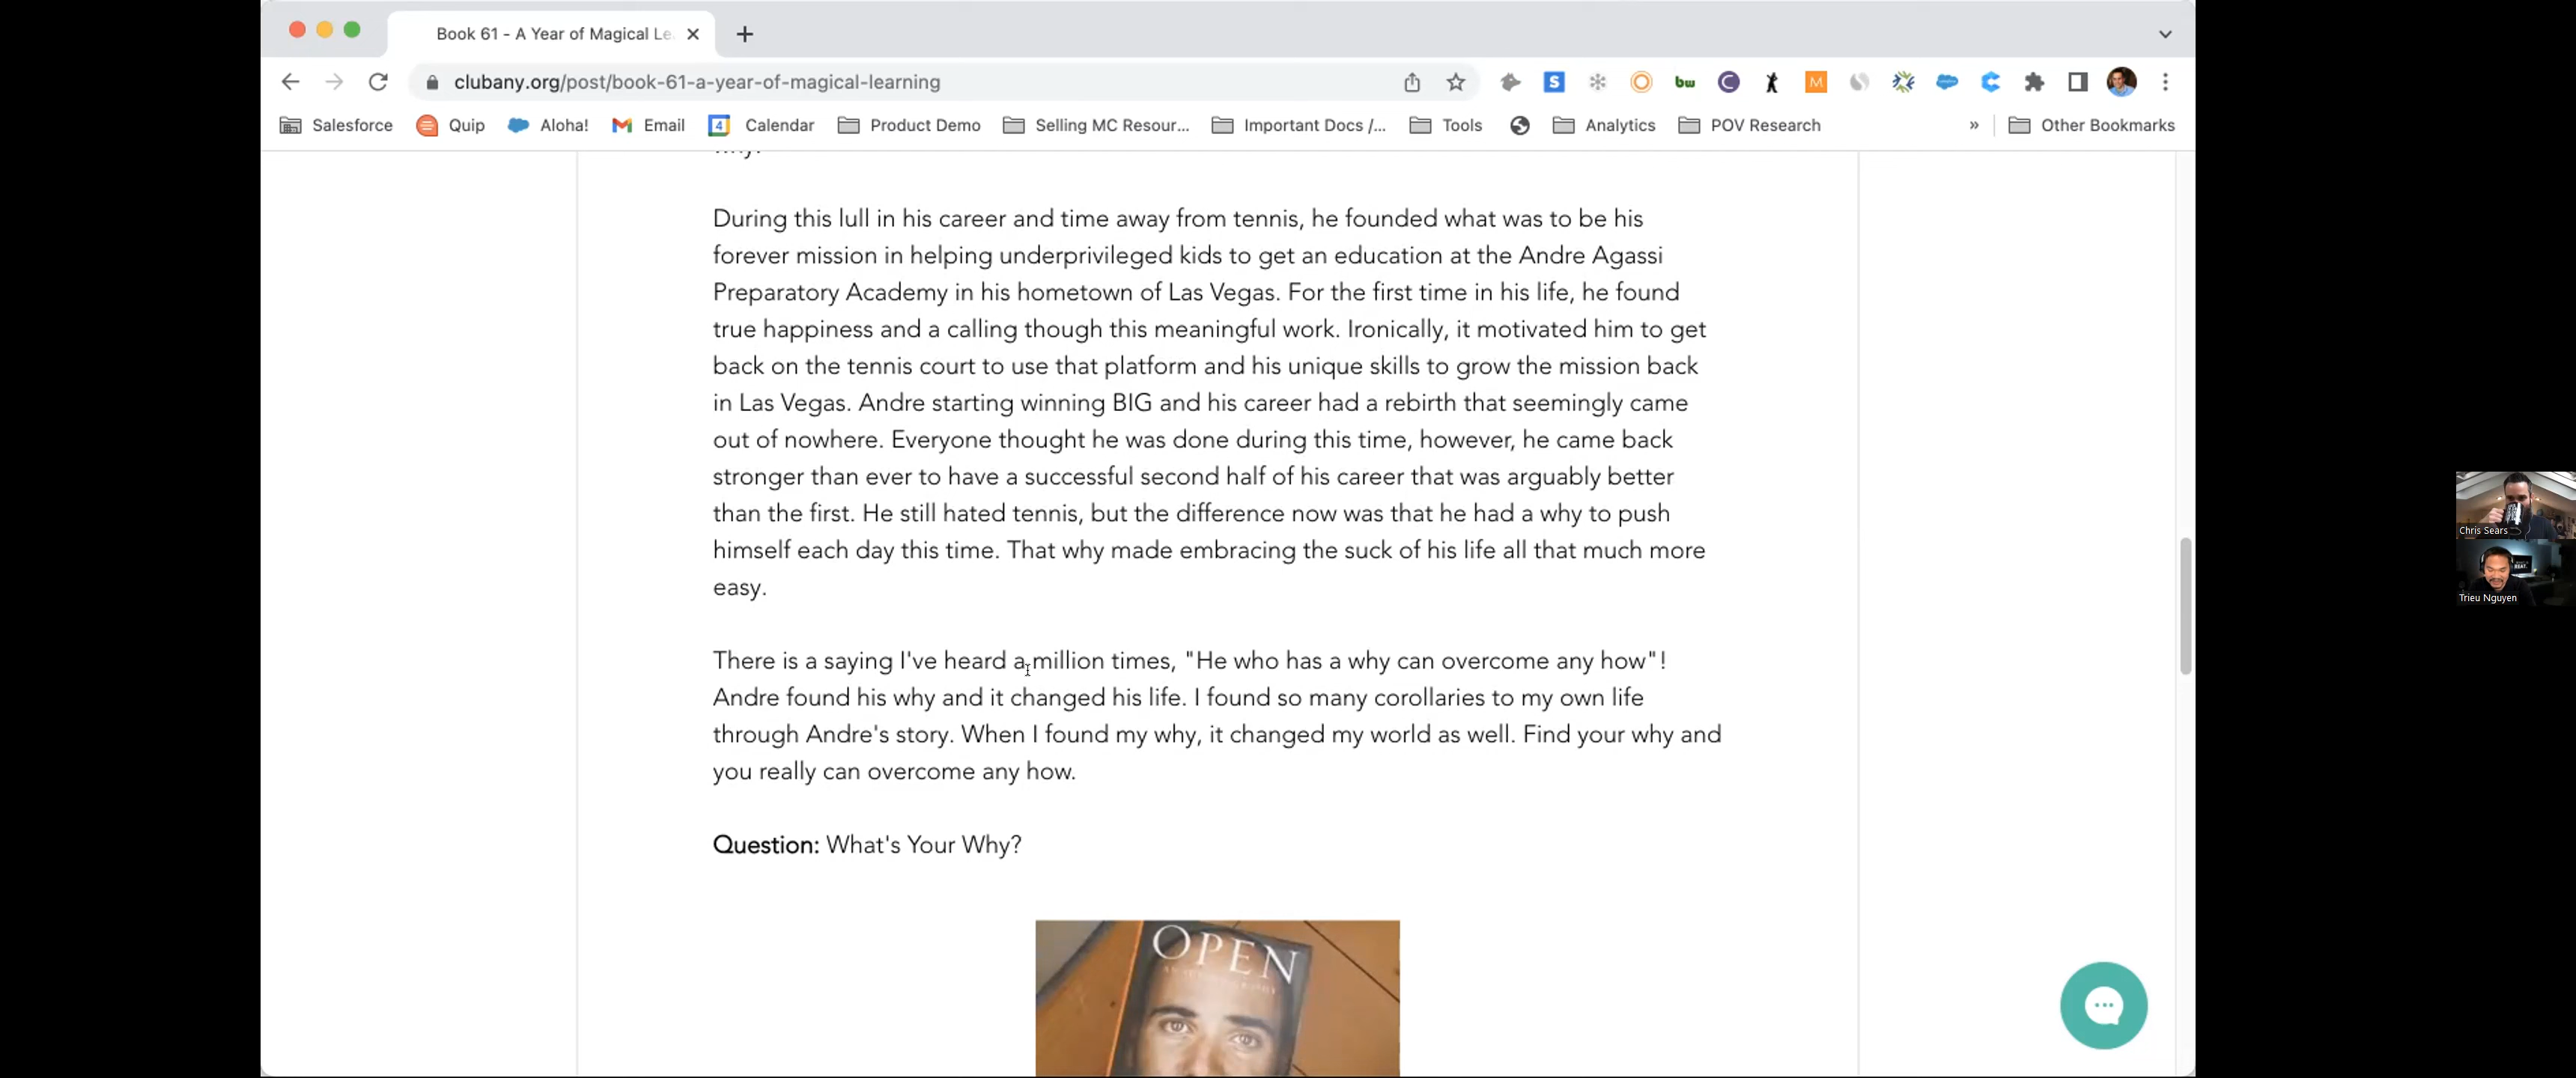 Book 61 - A Year of Magical Le
clubany.org/post/book-61-a-year-of-magical-learning
S bw C M
Salesforce Quip Aloha! Email 4 Calendar Product Demo Selling MC Resour... Important Docs /... Tools Analytics POV Research » Other Bookmarks
why.
During this lull in his career and time away from tennis, he founded what was to be his
forever mission in helping underprivileged kids to get an education at the Andre Agassi
Preparatory Academy in his hometown of Las Vegas. For the first time in his life, he found
true happiness and a calling though this meaningful work. Ironically, it motivated him to get
back on the tennis court to use that platform and his unique skills to grow the mission back
in Las Vegas. Andre starting winning BIG and his career had a rebirth that seemingly came
out of nowhere. Everyone thought he was done during this time, however, he came back
stronger than ever to have a successful second half of his career that was arguably better
than the first. He still hated tennis, but the difference now was that he had a why to push
himself each day this time. That why made embracing the suck of his life all that much more
easy.
There is a saying I've heard a million times, "He who has a why can overcome any how"!
Andre found his why and it changed his life. I found so many corollaries to my own life
through Andre's story. When I found my why, it changed my world as well. Find your why and
you really can overcome any how.
Question: What's Your Why?
OPEN
Chris Sears
Trieu Nguyen